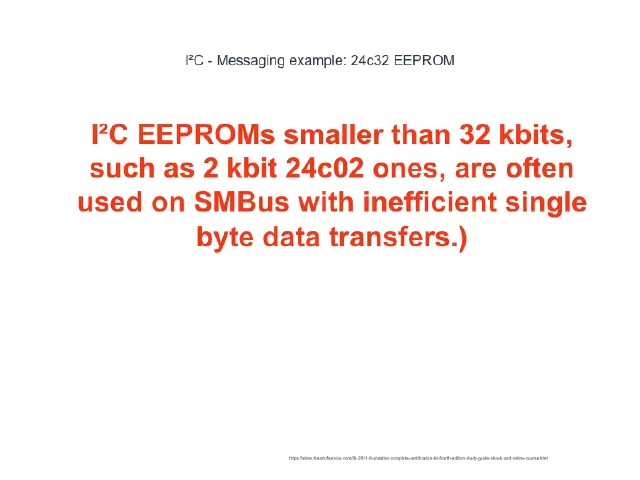 I²C - Messaging example: 24c32 EEPROM
I²C EEPROMs smaller than 32 kbits,
such as 2 kbit 24c02 ones, are often
used on SMBus with inefficient single
byte data transfers.)